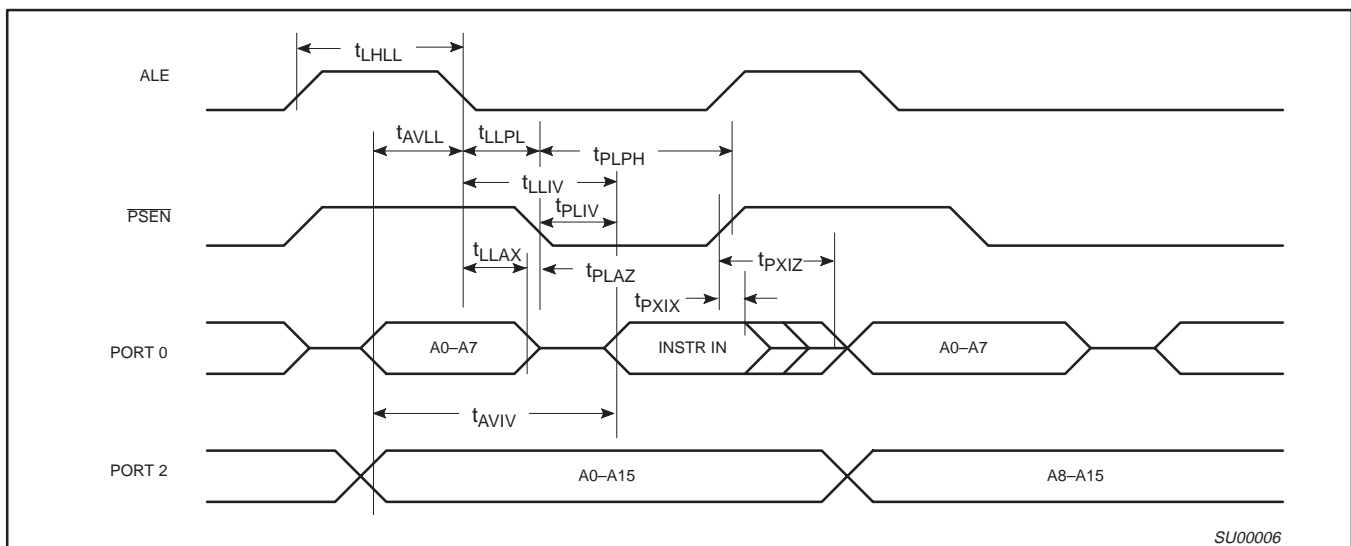 tLHLL
ALE
tAVLL tLLPL
tPLPH
tLLIV
PSEN
tPLIV
tLLAX
tPLAZ
tPXIZ
tPXIX
PORT 0 A0–A7 INSTR IN A0–A7
tAVIV
PORT 2 A0–A15 A8–A15
SU00006